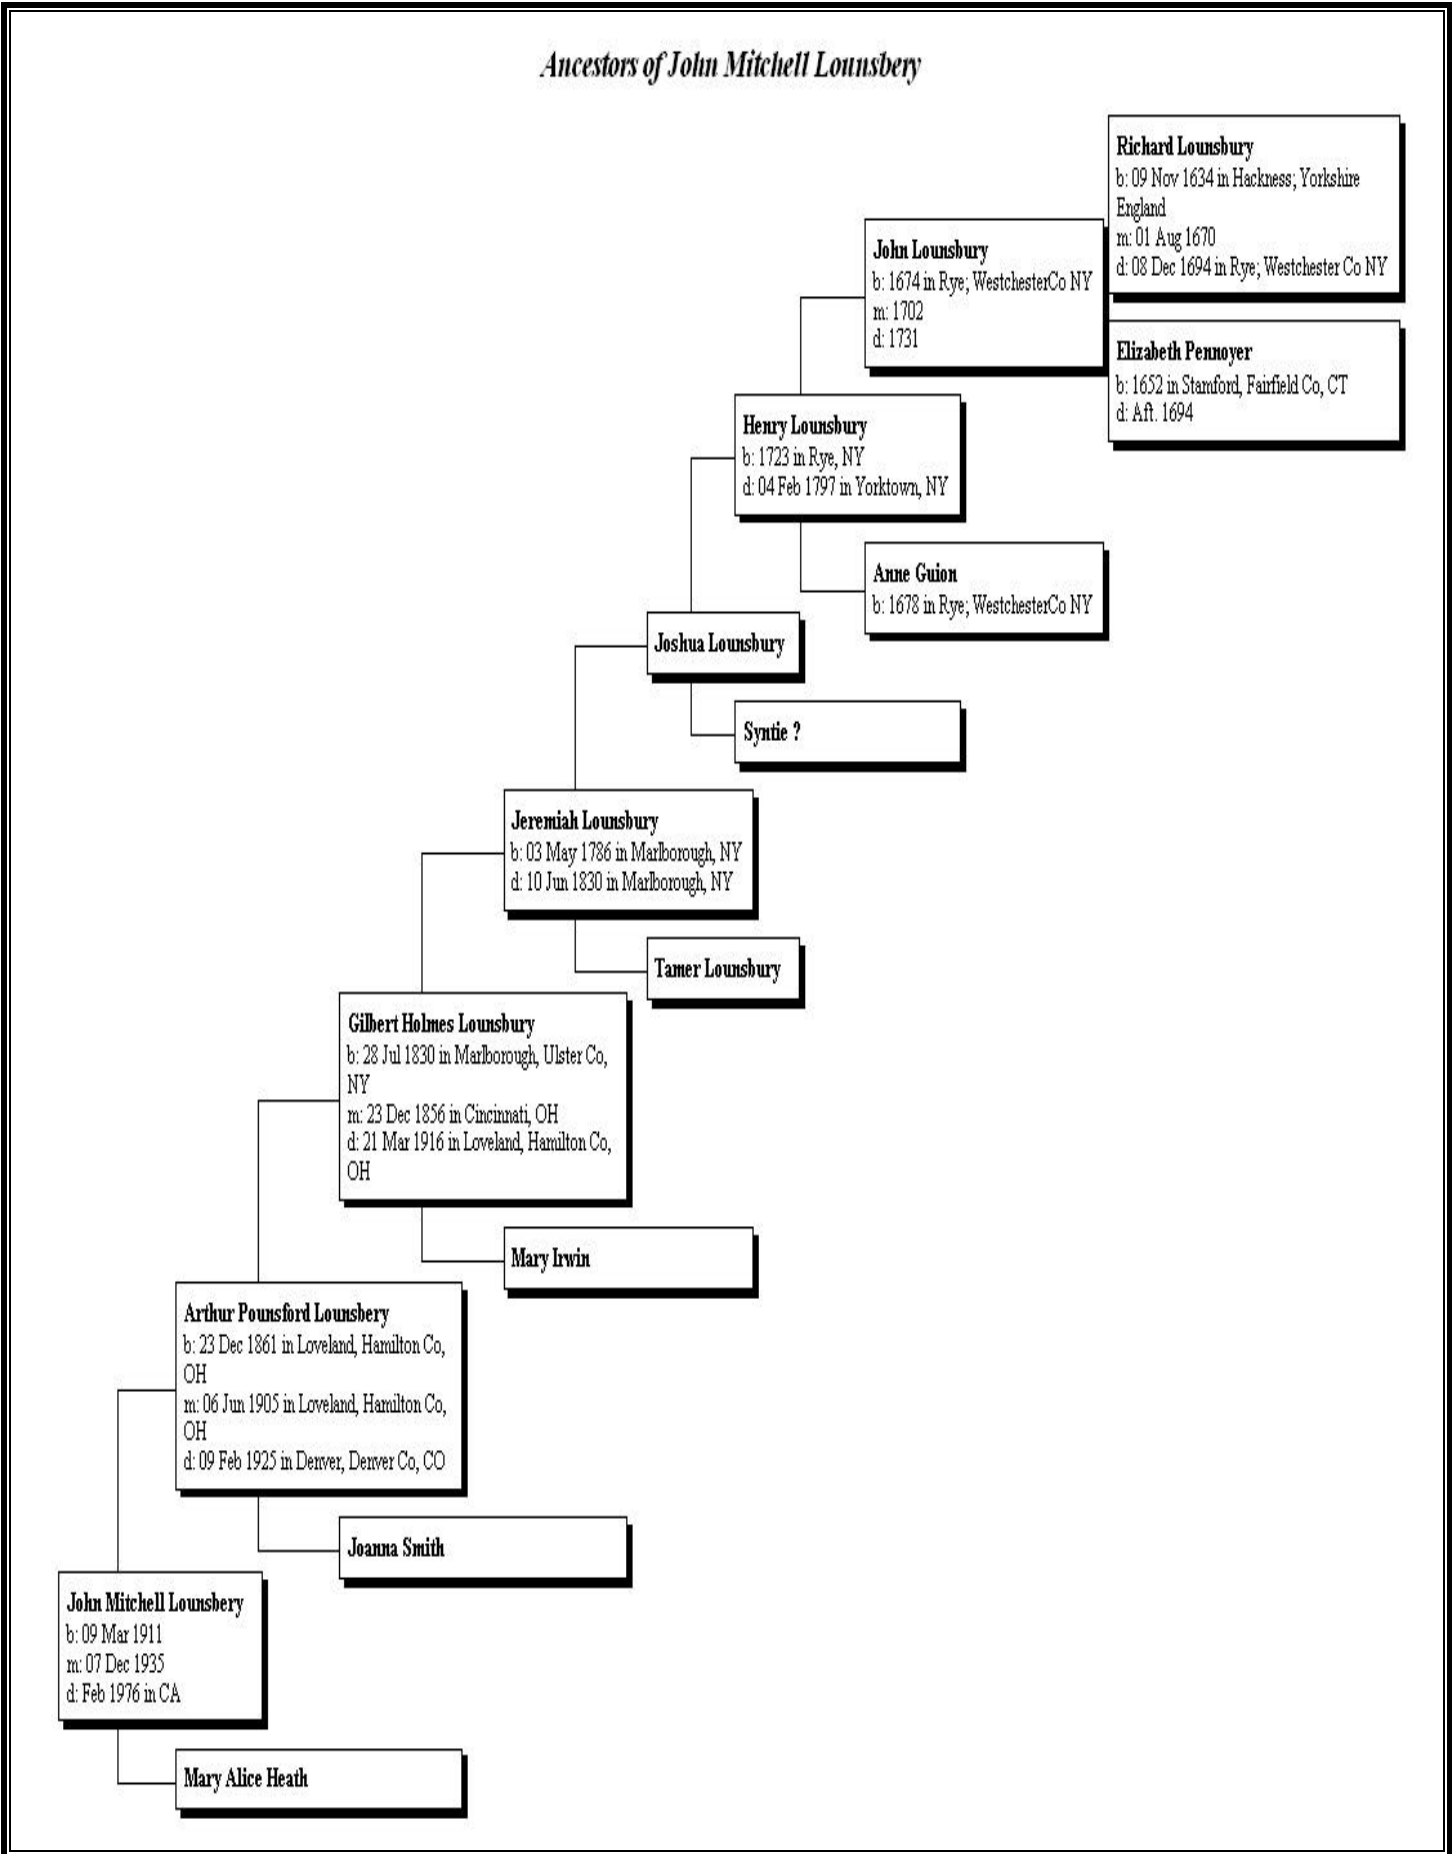 Ancestors of John Mitchell Lounsbery
Richard Lounsbury
b: 09 Nov 1634 in Hackness; Yorkshire
England
m: 01 Aug 1670
d: 08 Dec 1694 in Rye; Westchester Co NY
John Lounsbury
b: 1674 in Rye; WestchesterCo NY
m: 1702
d: 1731
Elizabeth Pennoyer
b: 1652 in Stamford, Fairfield Co, CT
d: Aft. 1694
Henry Lounsbury
b: 1723 in Rye, NY
d: 04 Feb 1797 in Yorktown, NY
Anne Guion
b: 1678 in Rye; WestchesterCo NY
Joshua Lounsbury
Syntie ?
Jeremiah Lounsbury
b: 03 May 1786 in Marlborough, NY
d: 10 Jun 1830 in Marlborough, NY
Tamer Lounsbury
Gilbert Holmes Lounsbury
b: 28 Jul 1830 in Marlborough, Ulster Co,
NY
m: 23 Dec 1856 in Cincinnati, OH
d: 21 Mar 1916 in Loveland, Hamilton Co,
OH
Mary Irwin
Arthur Pounsford Lounsbery
b: 23 Dec 1861 in Loveland, Hamilton Co,
OH
m: 06 Jun 1905 in Loveland, Hamilton Co,
OH
d: 09 Feb 1925 in Denver, Denver Co, CO
Joanna Smith
John Mitchell Lounsbery
b: 09 Mar 1911
m: 07 Dec 1935
d: Feb 1976 in CA
Mary Alice Heath